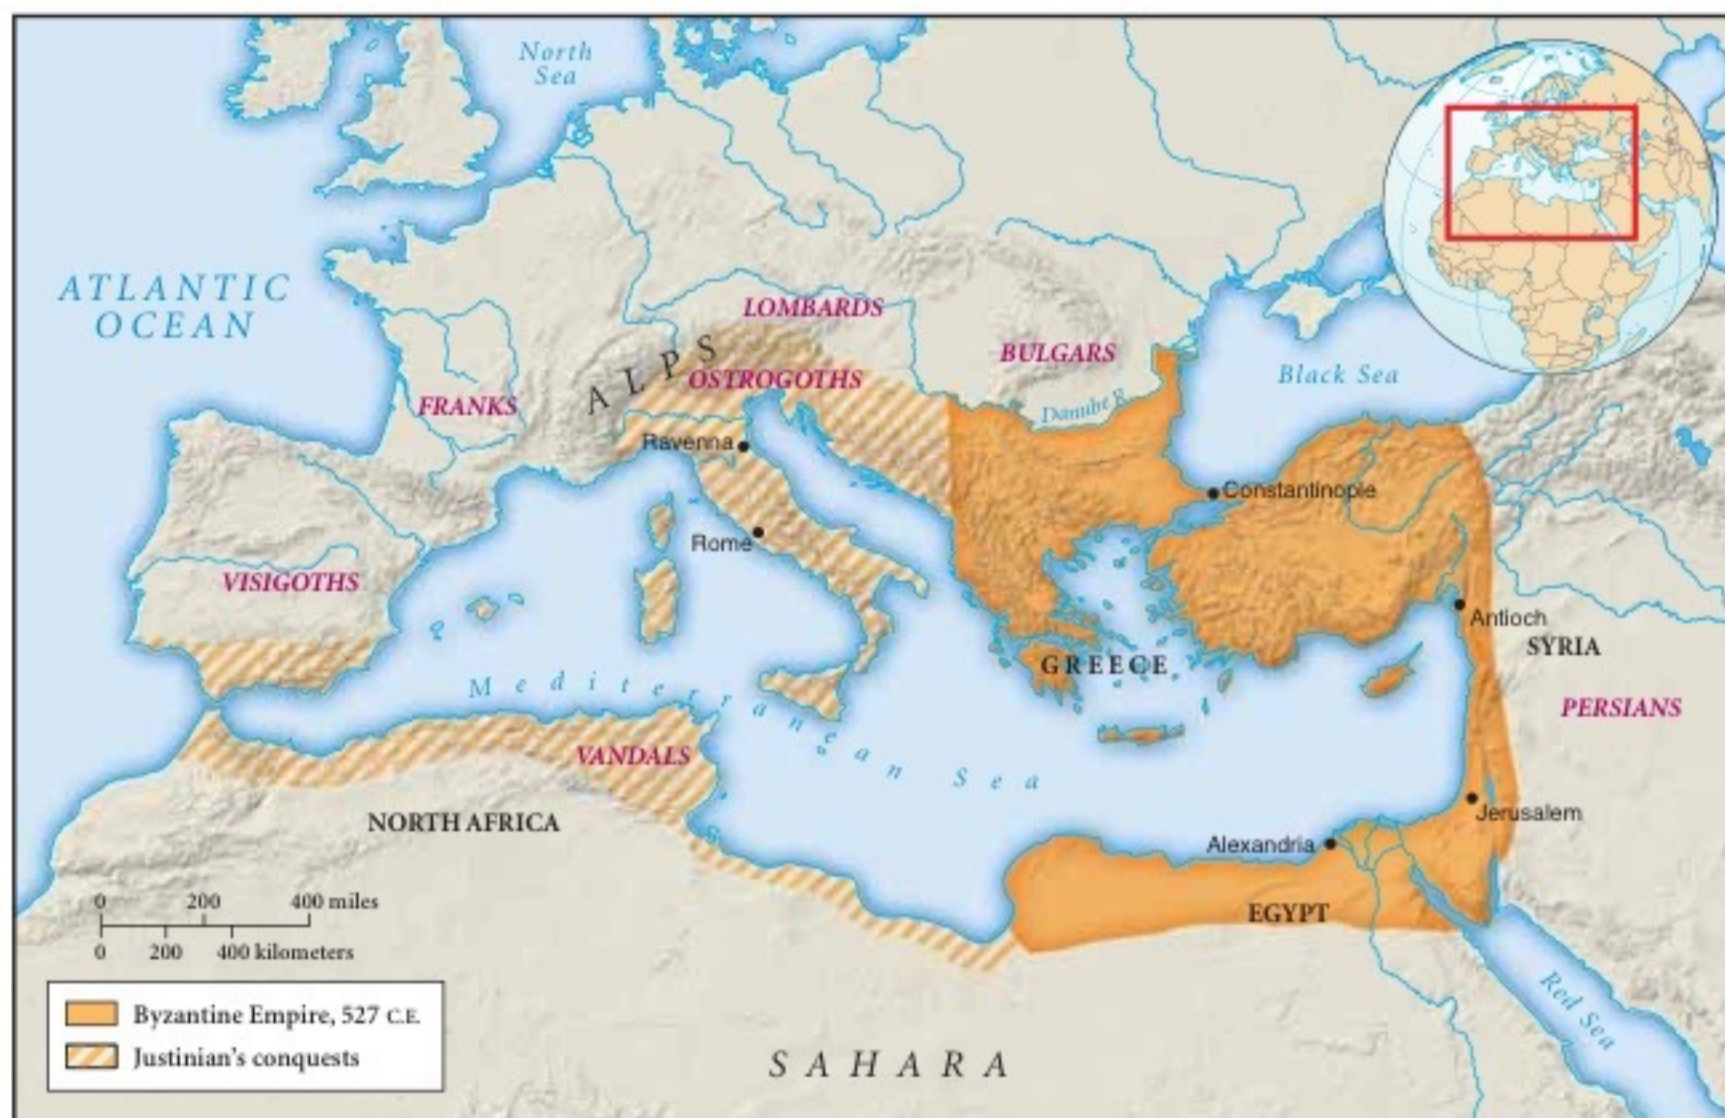 North
Sea
ATLANTIC
OCEAN
LOMBARDS
ALPS
OSTROGOTHS
BULGARS
Black Sea
FRANKS
Danube R.
Ravenna
Constantinople
Rome
VISIGOTHS
Antioch
SYRIA
GREECE
Mediterranean Sea
PERSIANS
VANDALS
NORTH AFRICA
Jerusalem
Alexandria
EGYPT
0 200 400 miles
0 200 400 kilometers
Red Sea
Byzantine Empire, 527 C.E.
Justinian's conquests
SAHARA